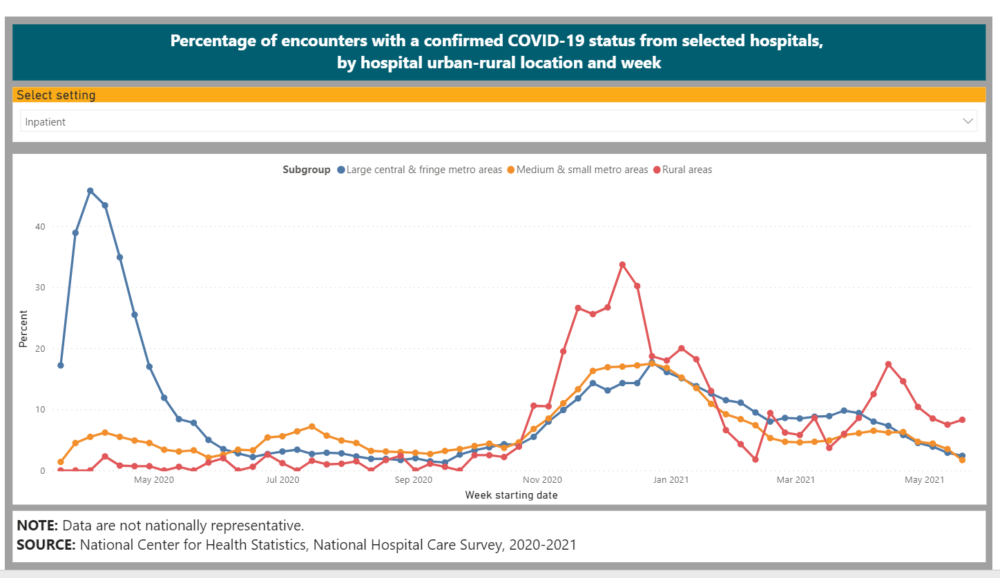 Percentage of encounters with a confirmed COVID-19 status from selected hospitals,
by hospital urban-rural location and week
Select setting
Inpatient
Subgroup Large central & fringe metro areas Medium & small metro areas Rural areas
Percent
40
30
20
10
0
May 2020 Jul 2020 Sep 2020 Nov 2020 Jan 2021 Mar 2021 May 2021
Week starting date
NOTE: Data are not nationally representative.
SOURCE: National Center for Health Statistics, National Hospital Care Survey, 2020-2021